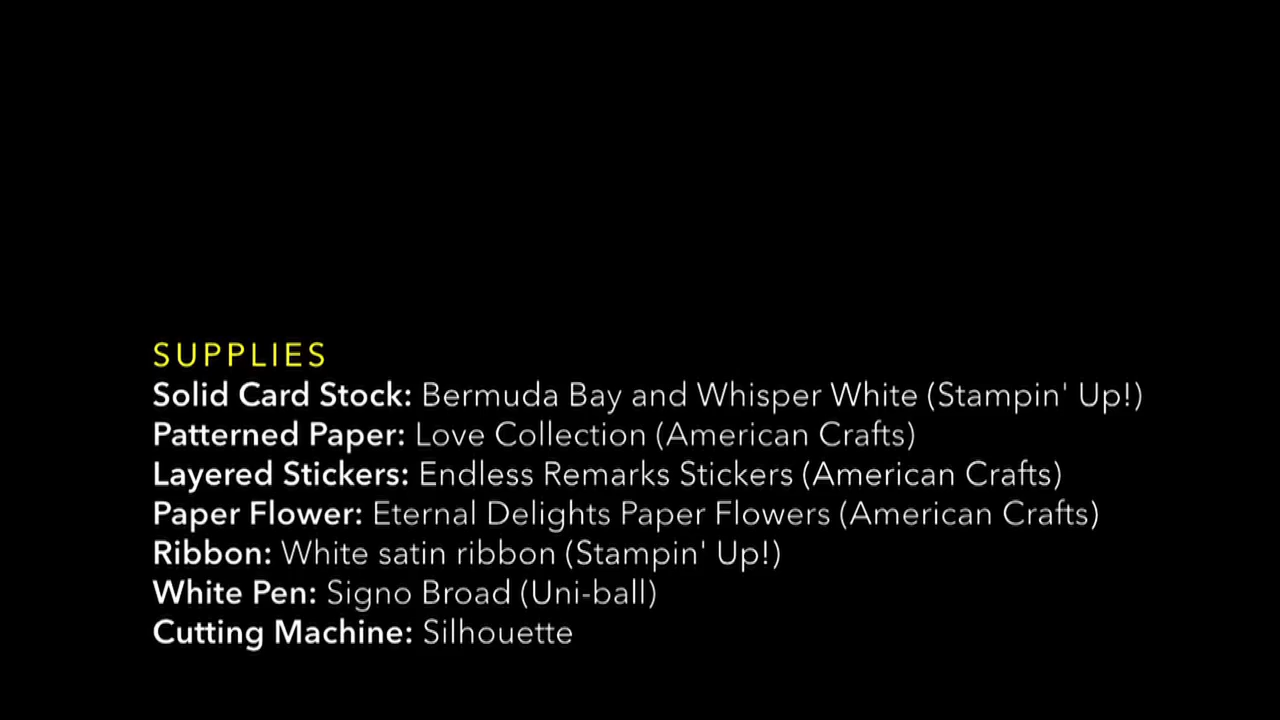 SUPPLIES
Solid Card Stock: Bermuda Bay and Whisper White (Stampin' Up!)
Patterned Paper: Love Collection (American Crafts)
Layered Stickers: Endless Remarks Stickers (American Crafts)
Paper Flower: Eternal Delights Paper Flowers (American Crafts)
Ribbon: White satin ribbon (Stampin' Up!)
White Pen: Signo Broad (Uni-ball)
Cutting Machine: Silhouette